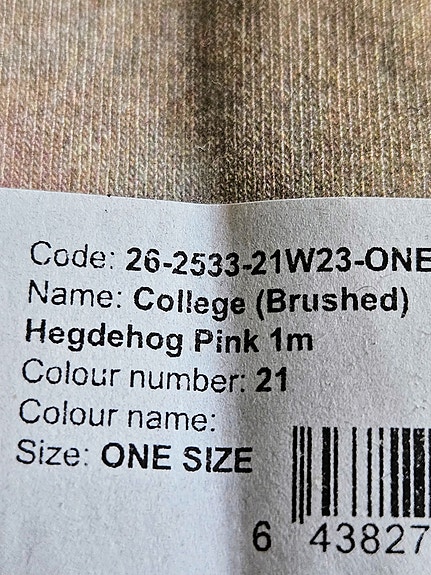 Code: 26-2533-21W23-ONE
Name: College (Brushed)
Hegdehog Pink 1m
Colour number: 21
Colour name:
Size: ONE SIZE
6 43827